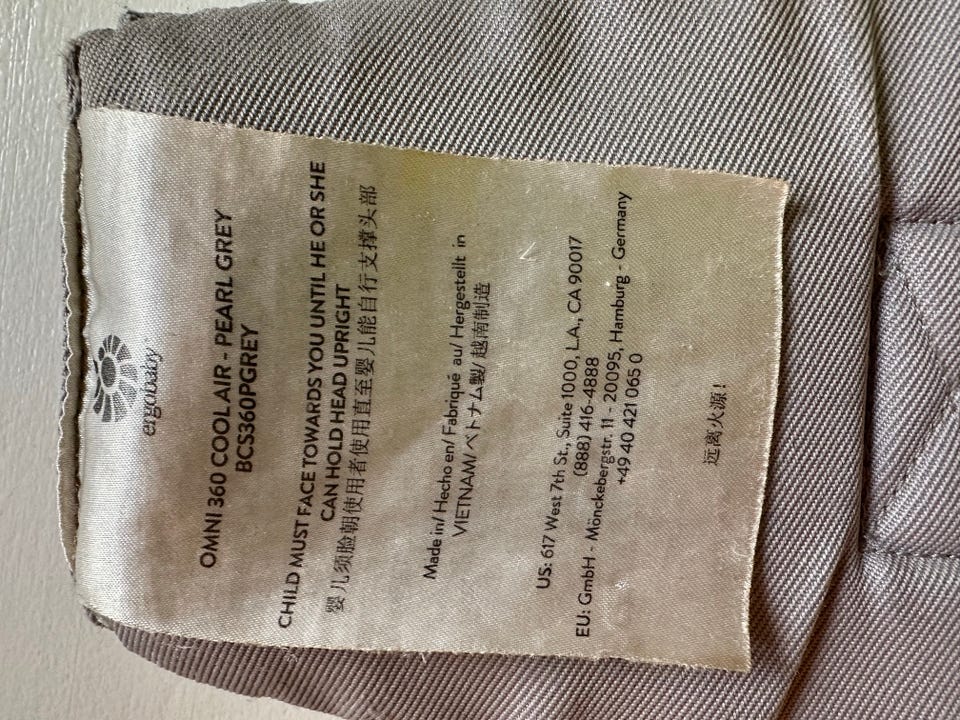 ergobaby
OMNI 360 COOL AIR - PEARL GREY
BCS360PGREY
CHILD MUST FACE TOWARDS YOU UNTIL HE OR SHE
CAN HOLD HEAD UPRIGHT
婴儿须脸朝使用者使用直至婴儿能自行支撑头部
Made in/ Hecho en/ Fabriqué au/ Hergestellt in
VIETNAM/ ベトナム製/ 越南制造
US: 617 West 7th St., Suite 1000, L.A., CA 90017
(888) 416-4888
EU: GmbH - Mönckebergstr. 11 - 20095, Hamburg - Germany
+49 40 421 065 0
远离火源!